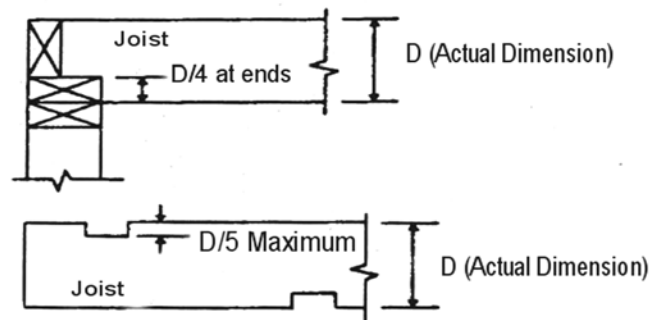 Joist
D/4 at ends
D (Actual Dimension)
D/5 Maximum
Joist
D (Actual Dimension)